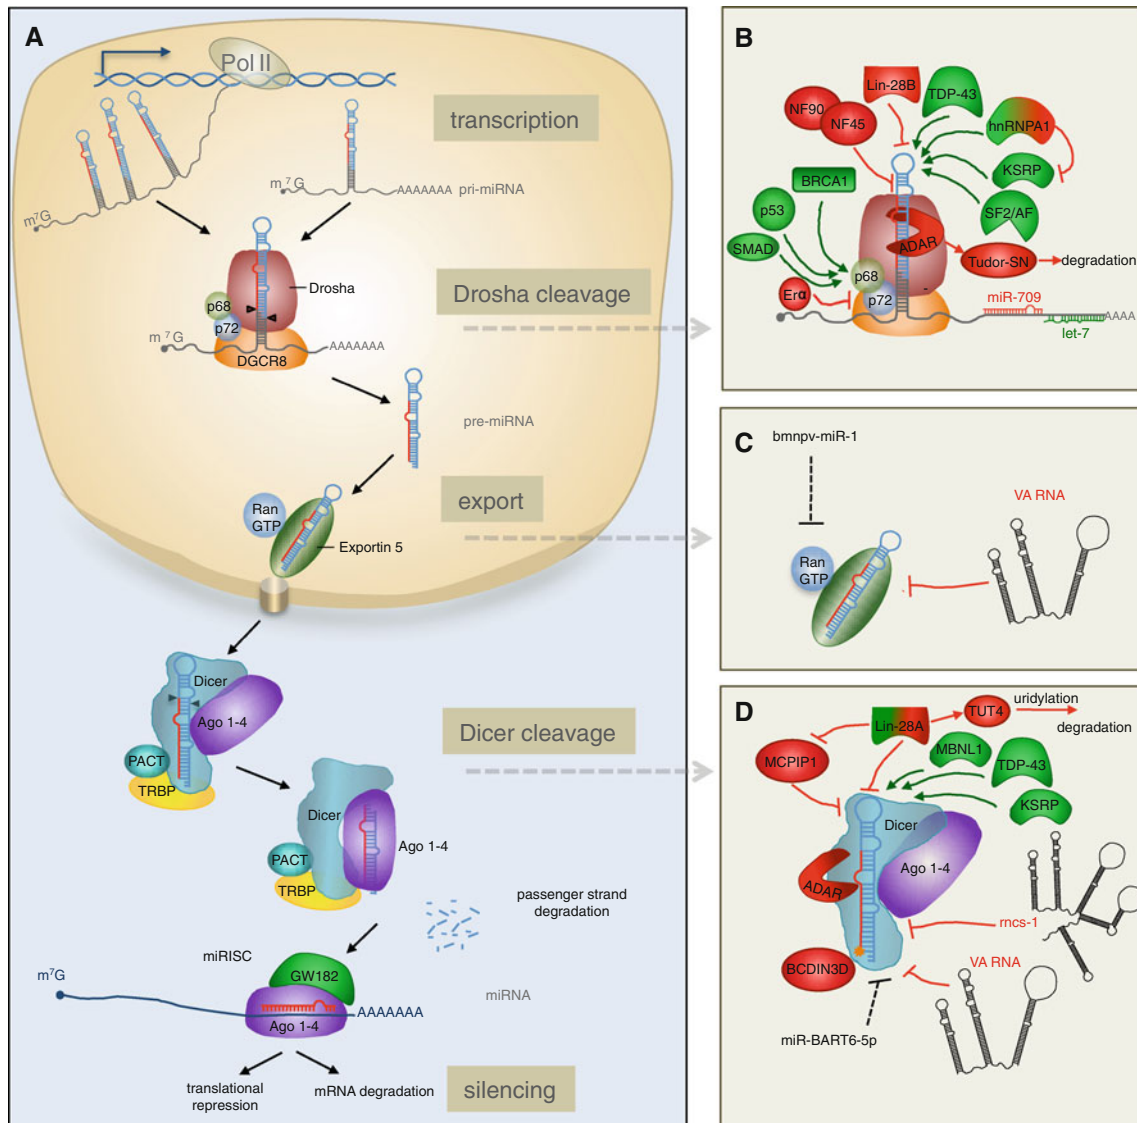 A
Pol II
transcription
m7G
AAAAAAA
pri-miRNA
m7G
Drosha
p68
p72
Drosha cleavage
m7G
AAAAAAA
DGCR8
pre-miRNA
export
Ran
GTP
Exportin 5
Dicer
Ago 1-4
Dicer cleavage
PACT
TRBP
Dicer
Ago 1-4
PACT
TRBP
passenger strand
degradation
miRISC
GW182
m7G
miRNA
AAAAAAA
Ago 1-4
translational
repression
mRNA degradation
silencing
B
Lin-28B
TDP-43
NF90
NF45
hnRNPA1
BRCA1
KSRP
p53
SF2/AF
SMAD
ADAR
Tudor-SN
degradation
p68
Erα
p72
miR-709
AAAA
let-7
C
bmnpv-miR-1
VA RNA
Ran
GTP
D
Lin-28A
TUT4
uridylation
degradation
MCPIP1
MBNL1
TDP-43
KSRP
Dicer
Ago 1-4
ADAR
rncs-1
BCDIN3D
VA RNA
miR-BART6-5p